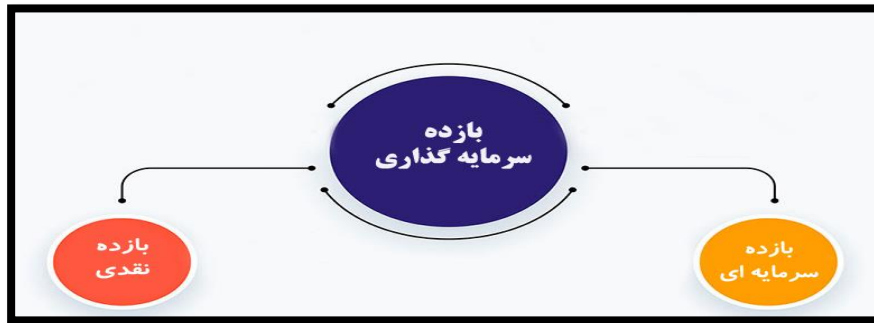 بازده
سرمایه گذاری
بازده
سرمایه ای
بازده
نقدی